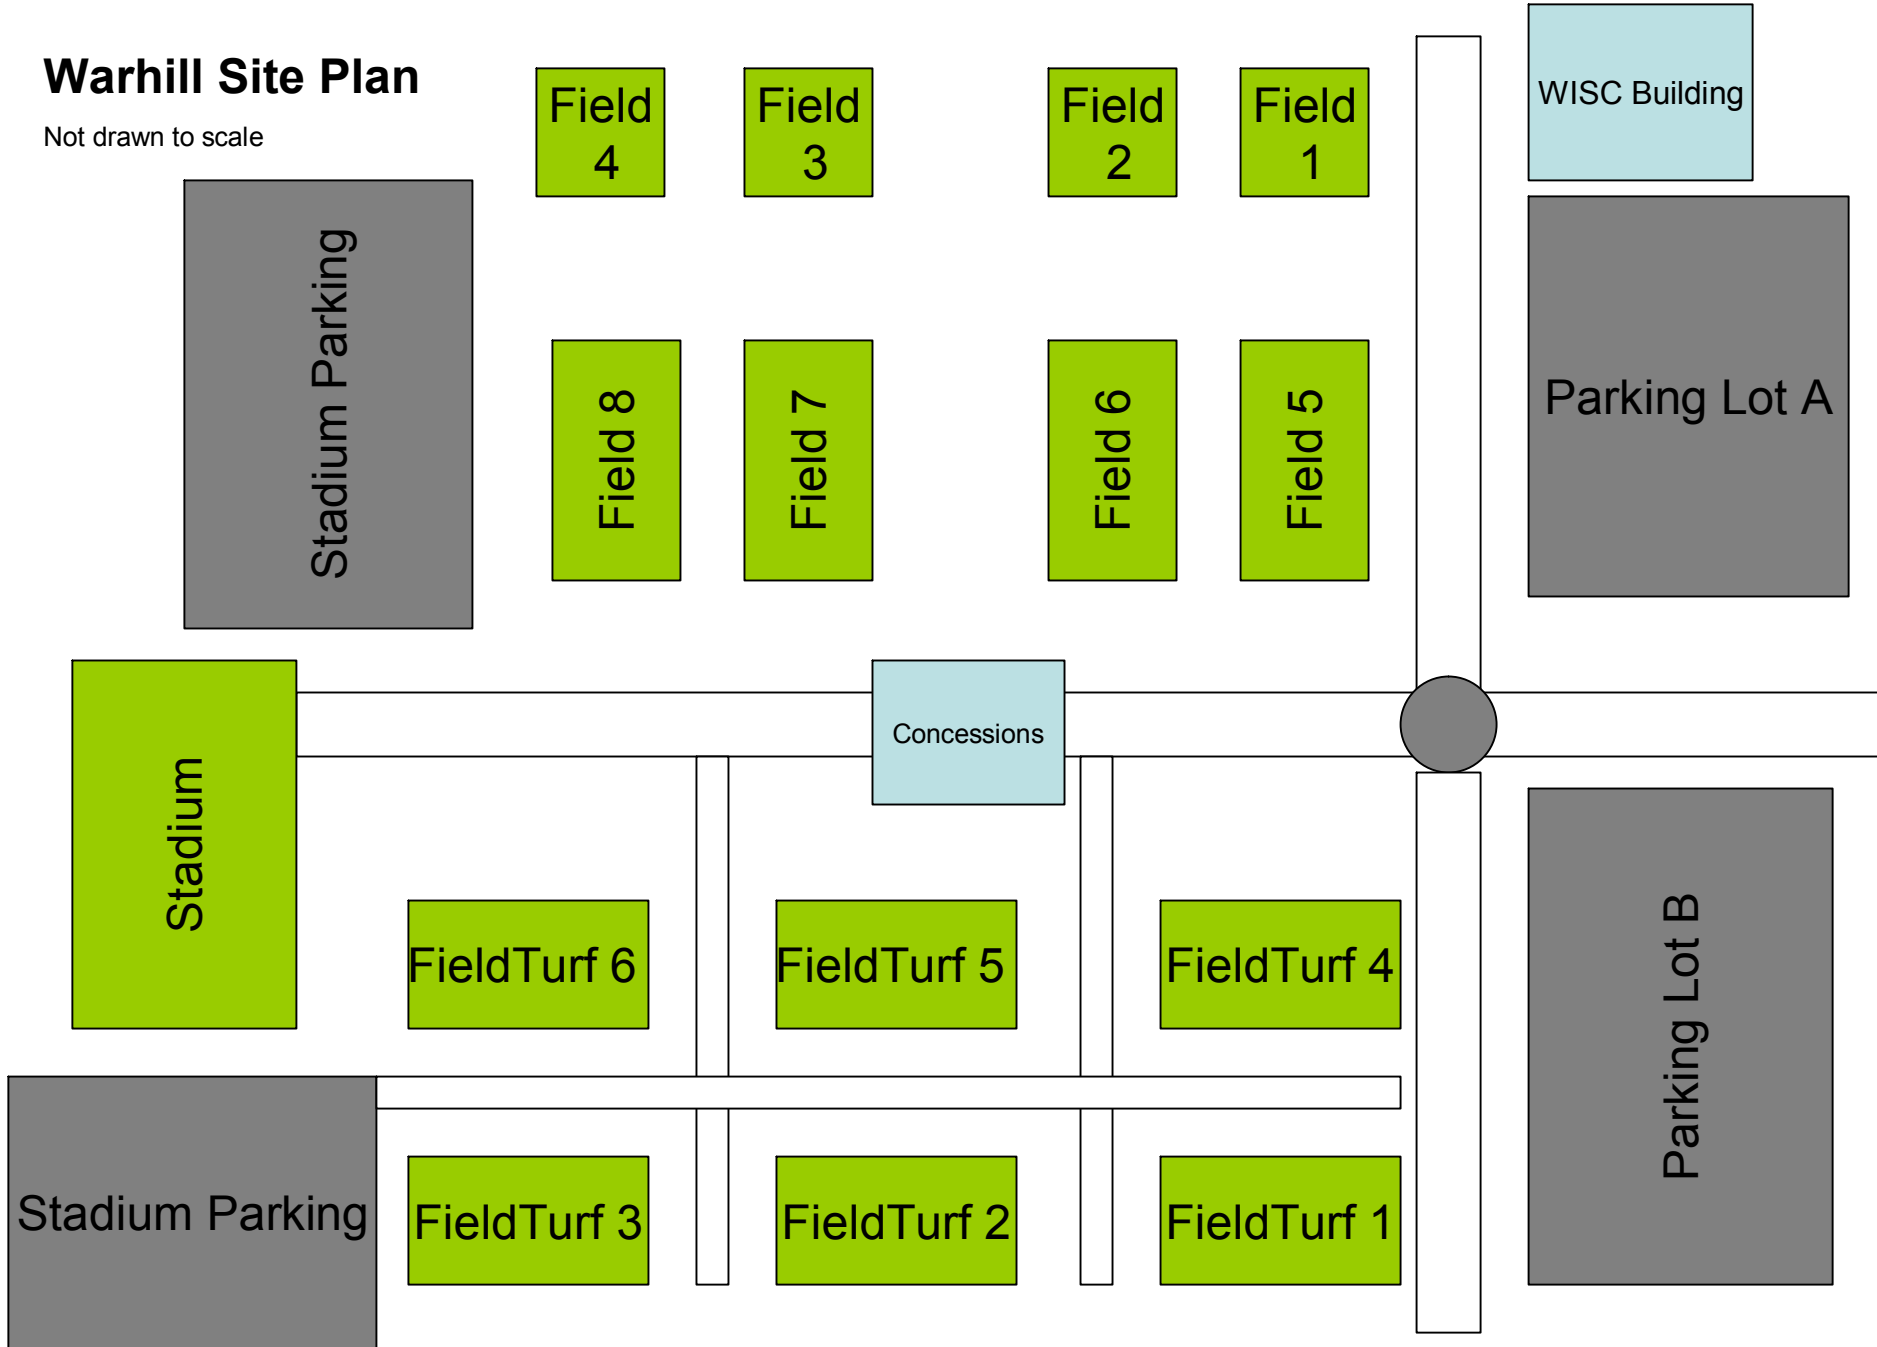 Warhill Site Plan
Not drawn to scale
Field
4
Field
3
Field
2
Field
1
WISC Building
Stadium Parking
Field 8
Field 7
Field 6
Field 5
Parking Lot A
Stadium
Concessions
FieldTurf 6
FieldTurf 5
FieldTurf 4
Parking Lot B
Stadium Parking
FieldTurf 3
FieldTurf 2
FieldTurf 1